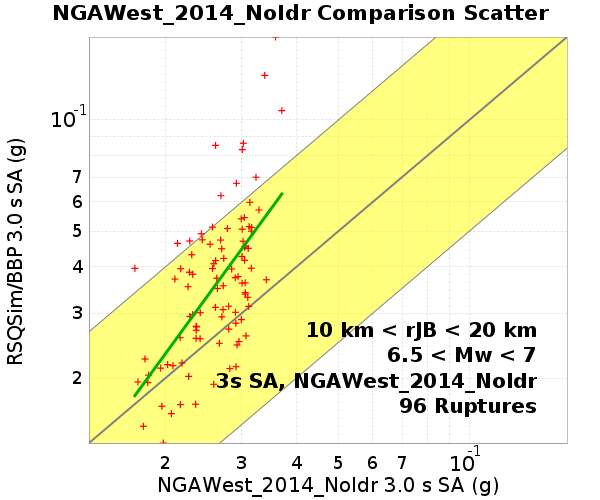 NGAWest_2014_NoIdr Comparison Scatter
RSQSim/BBP 3.0 s SA (g)
10⁻¹
7
6
5
4
3
2
10 km < rJB < 20 km
6.5 < Mw < 7
3s SA, NGAWest_2014_NoIdr
96 Ruptures
2 3 4 5 6 7 10⁻¹
NGAWest_2014_NoIdr 3.0 s SA (g)